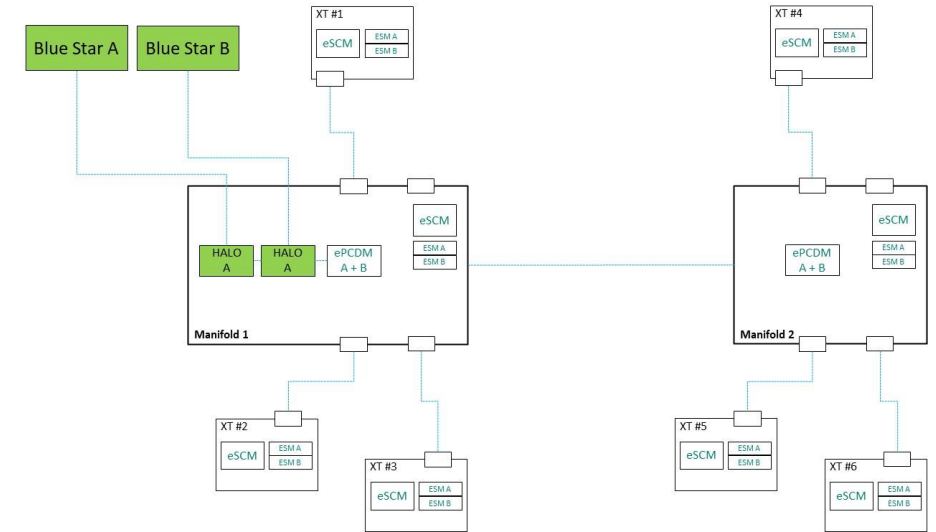 XT #1
eSCM
ESM A
ESM B
XT #4
eSCM
ESM A
ESM B
Blue Star A
Blue Star B
HALO
A
HALO
A
ePCDM
A + B
eSCM
ESM A
ESM B
Manifold 1
ePCDM
A + B
eSCM
ESM A
ESM B
Manifold 2
XT #2
eSCM
ESM A
ESM B
XT #3
eSCM
ESM A
ESM B
XT #5
eSCM
ESM A
ESM B
XT #6
eSCM
ESM A
ESM B